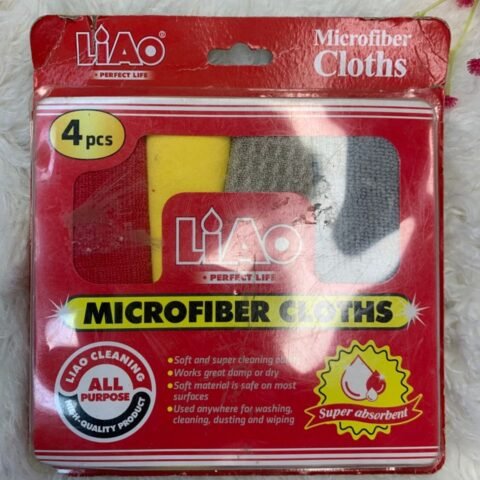 LiAO®
• PERFECT LIFE
Microfiber
Cloths
4 pcs
LiAO
• PERFECT LIFE
MICROFIBER CLOTHS
LIAO CLEANING
ALL
PURPOSE
HIGH-QUALITY PRODUCT
• Soft and super cleaning
• Works great damp or dry
• Soft material is safe on most
surfaces
• Used anywhere for washing,
cleaning, dusting and wiping
Super absorbent